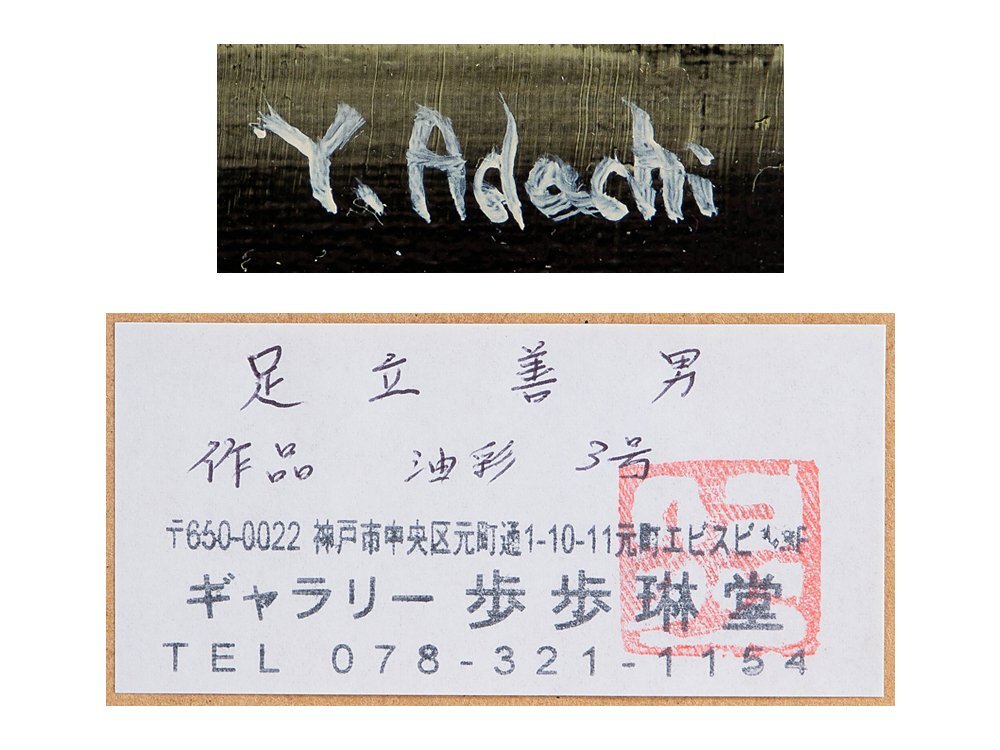 Y. Adachi
足立善男
作品 油彩 3号
〒650-0022 神戸市中央区元町通1-10-11元町エビスビル3F
ギャラリー 歩歩琳堂
TEL 078-321-1154